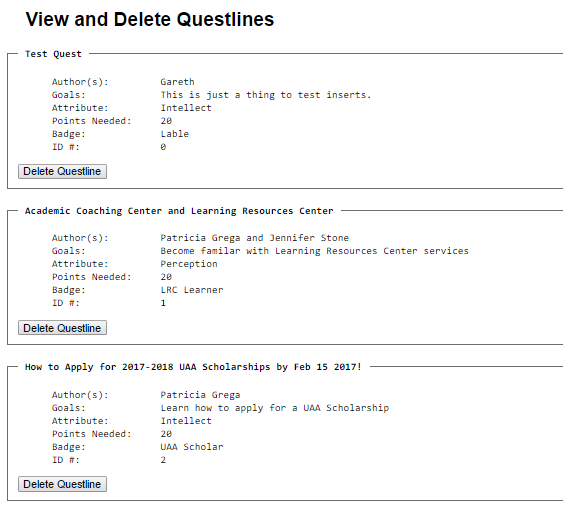 View and Delete Questlines
Test Quest
Author(s): Gareth
Goals: This is just a thing to test inserts.
Attribute: Intellect
Points Needed: 20
Badge: Lable
ID #: 0
Delete Questline
Academic Coaching Center and Learning Resources Center
Author(s): Patricia Grega and Jennifer Stone
Goals: Become familar with Learning Resources Center services
Attribute: Perception
Points Needed: 20
Badge: LRC Learner
ID #: 1
Delete Questline
How to Apply for 2017-2018 UAA Scholarships by Feb 15 2017!
Author(s): Patricia Grega
Goals: Learn how to apply for a UAA Scholarship
Attribute: Intellect
Points Needed: 20
Badge: UAA Scholar
ID #: 2
Delete Questline